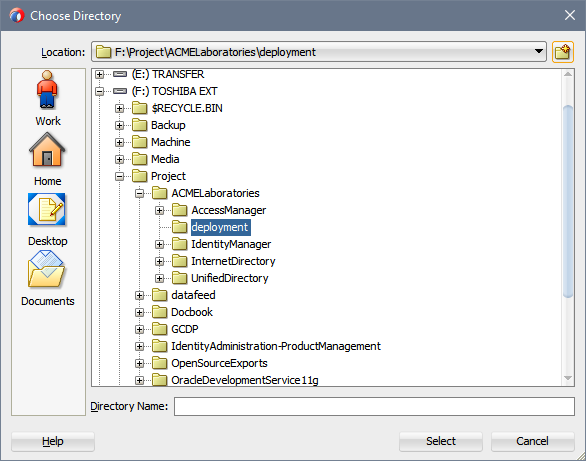 Choose Directory
Location: F:\Project\ACMELaboratories\deployment
Work
Home
Desktop
Documents
(E:) TRANSFER
(F:) TOSHIBA EXT
$RECYCLE.BIN
Backup
Machine
Media
Project
ACMELaboratories
AccessManager
deployment
IdentityManager
InternetDirectory
UnifiedDirectory
datafeed
Docbook
GCDP
IdentityAdministration-ProductManagement
OpenSourceExports
OracleDevelopmentService11g
Directory Name:
Help
Select
Cancel